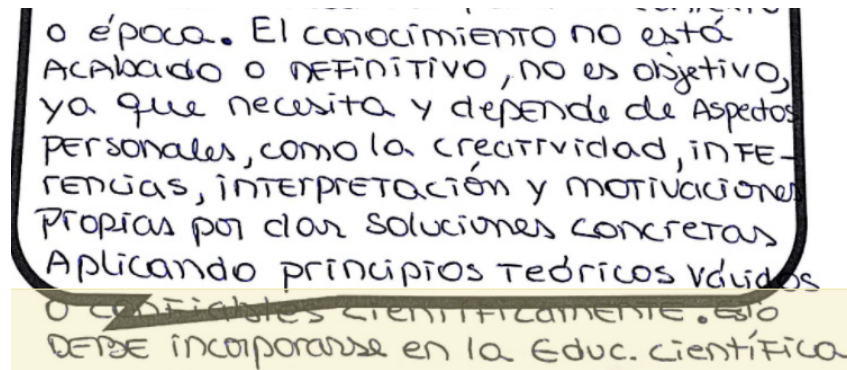 o época. El conocimiento no está
acabado o definitivo, no es objetivo,
ya que necesita y depende de aspectos
personales, como la creatividad, infe-
rencias, interpretación y motivaciones
propias por dar soluciones concretas
Aplicando principios teóricos válidos
o confiables científicamente. Esto
DEBE incorporarse en la Educ. científica